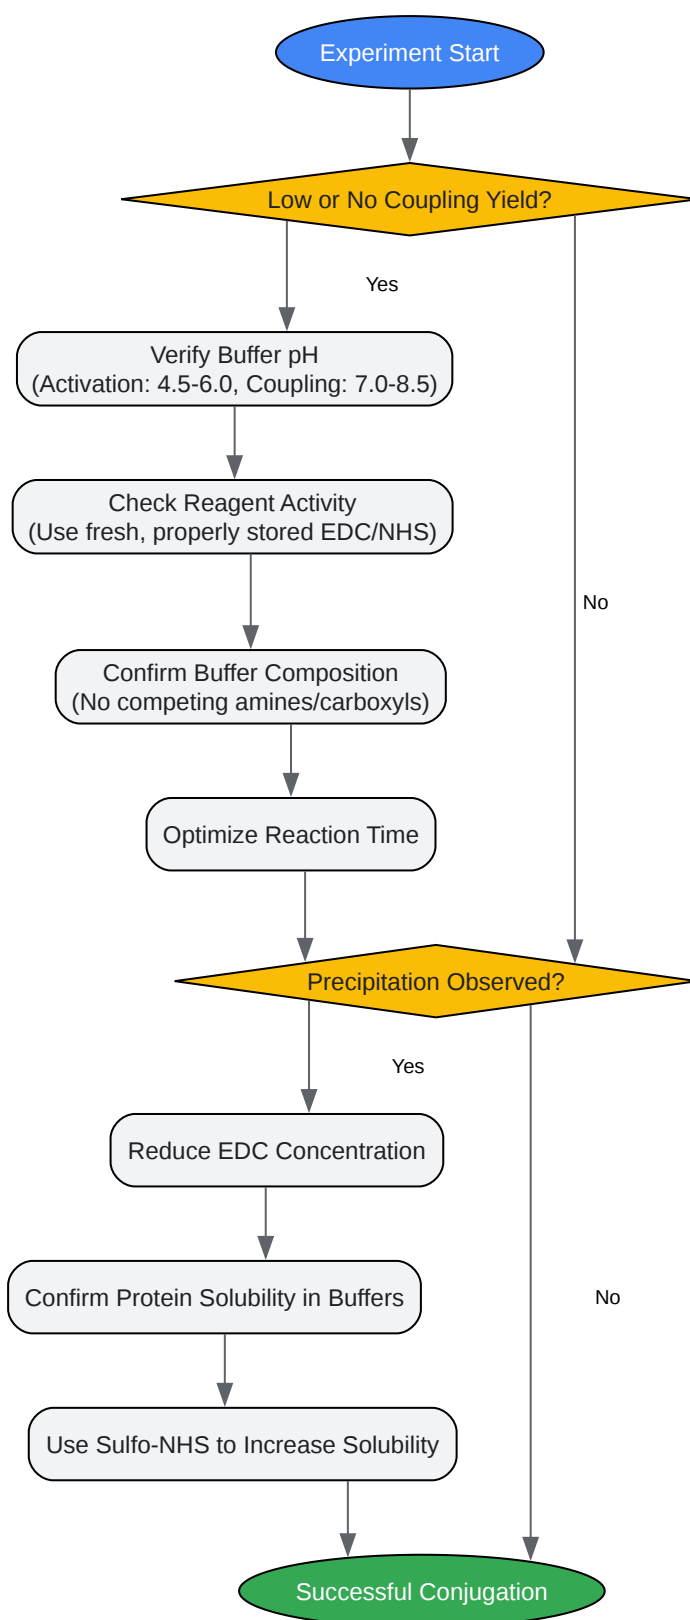 Experiment Start
Low or No Coupling Yield?
Yes
Verify Buffer pH
(Activation: 4.5-6.0, Coupling: 7.0-8.5)
Check Reagent Activity
(Use fresh, properly stored EDC/NHS)
No
Confirm Buffer Composition
(No competing amines/carboxyls)
Optimize Reaction Time
Precipitation Observed?
Yes
Reduce EDC Concentration
Confirm Protein Solubility in Buffers
No
Use Sulfo-NHS to Increase Solubility
Successful Conjugation